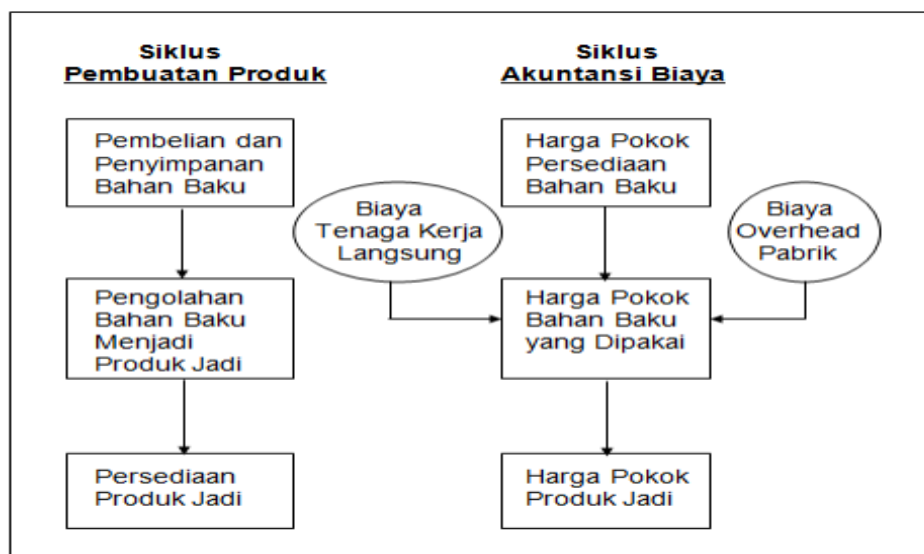 Siklus
Pembuatan Produk
Siklus
Akuntansi Biaya
Pembelian dan
Penyimpanan
Bahan Baku
Harga Pokok
Persediaan
Bahan Baku
Biaya
Tenaga Kerja
Langsung
Biaya
Overhead
Pabrik
Pengolahan
Bahan Baku
Menjadi
Produk Jadi
Harga Pokok
Bahan Baku
yang Dipakai
Persediaan
Produk Jadi
Harga Pokok
Produk Jadi